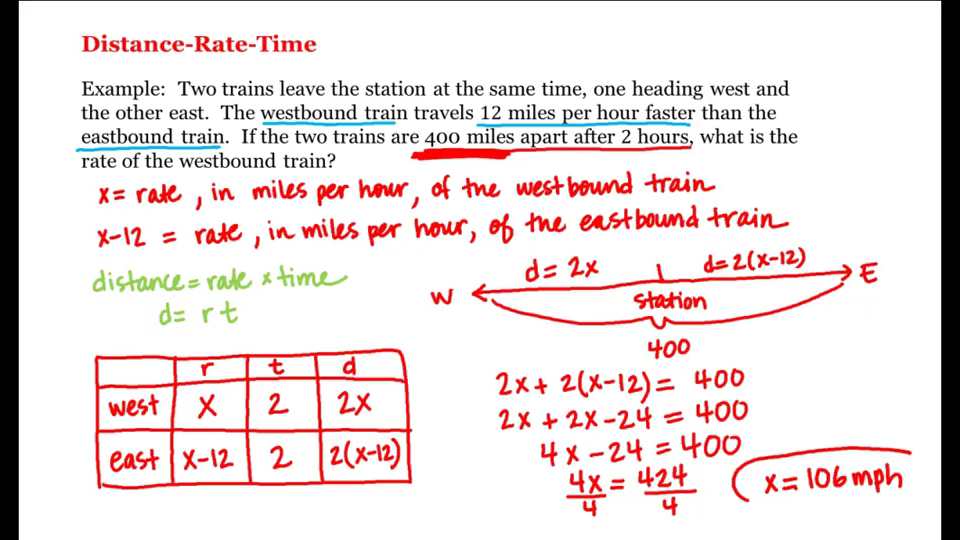 Distance-Rate-Time
Example: Two trains leave the station at the same time, one heading west and
the other east. The westbound train travels 12 miles per hour faster than the
eastbound train. If the two trains are 400 miles apart after 2 hours, what is the
rate of the westbound train?
x = rate, in miles per hour, of the westbound train
x-12 = rate, in miles per hour, of the eastbound train
distance = rate x time
d = r t
d = 2x d = 2(x-12)
W E
station
400
r t d
west x 2 2x
east x-12 2 2(x-12)
2x + 2(x-12) = 400
2x + 2x - 24 = 400
4x - 24 = 400
4x/4 = 424/4
x = 106 mph